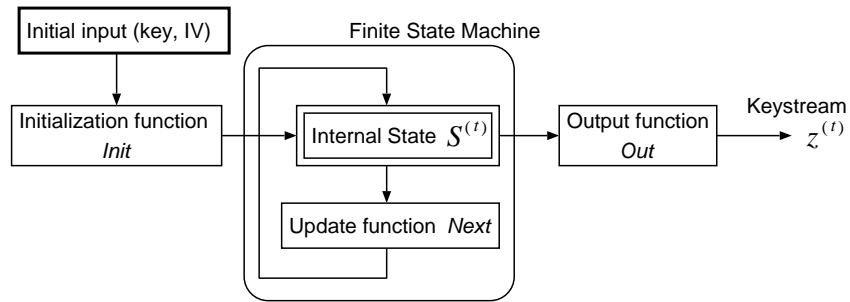 Initial input (key, IV)
Finite State Machine
Initialization function
Init
Internal State S^(t)
Output function
Out
Keystream
z^(t)
Update function Next